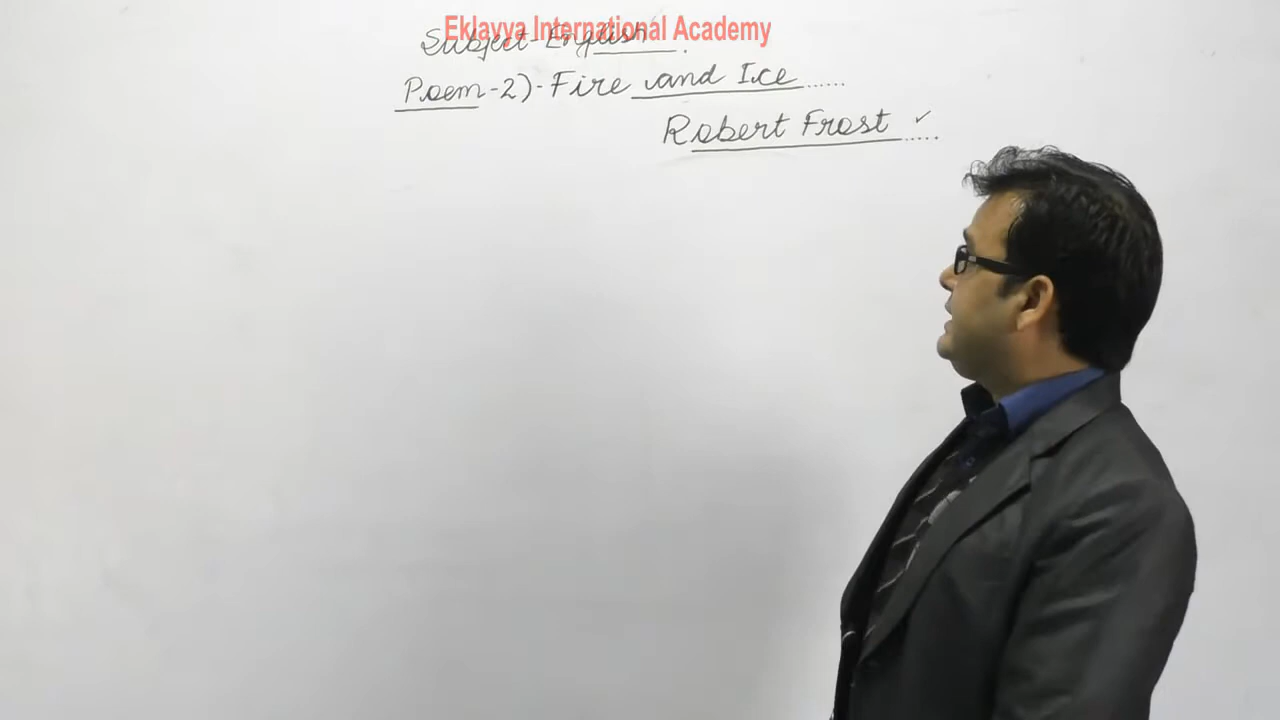 Eklavya International Academy
Subject-English.
Poem-2)-Fire and Ice......
Robert Frost ✓.....